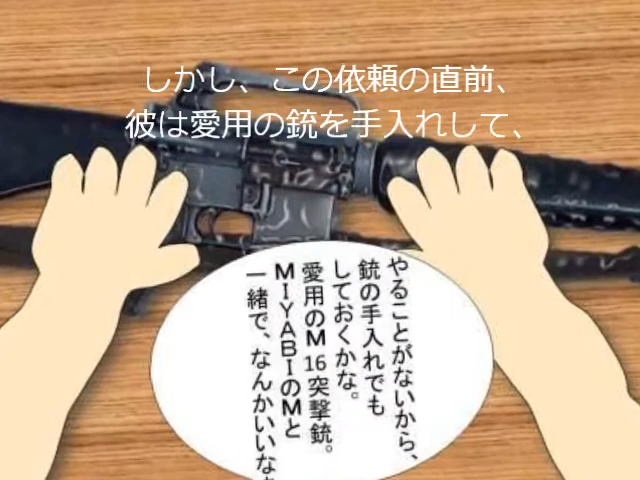 しかし、この依頼の直前、
彼は愛用の銃を手入れして、
やることがないから、
銃の手入れでも
しておくかな。
愛用のM16突撃銃。
MIYABIのMと
一緒で、なんかいいな